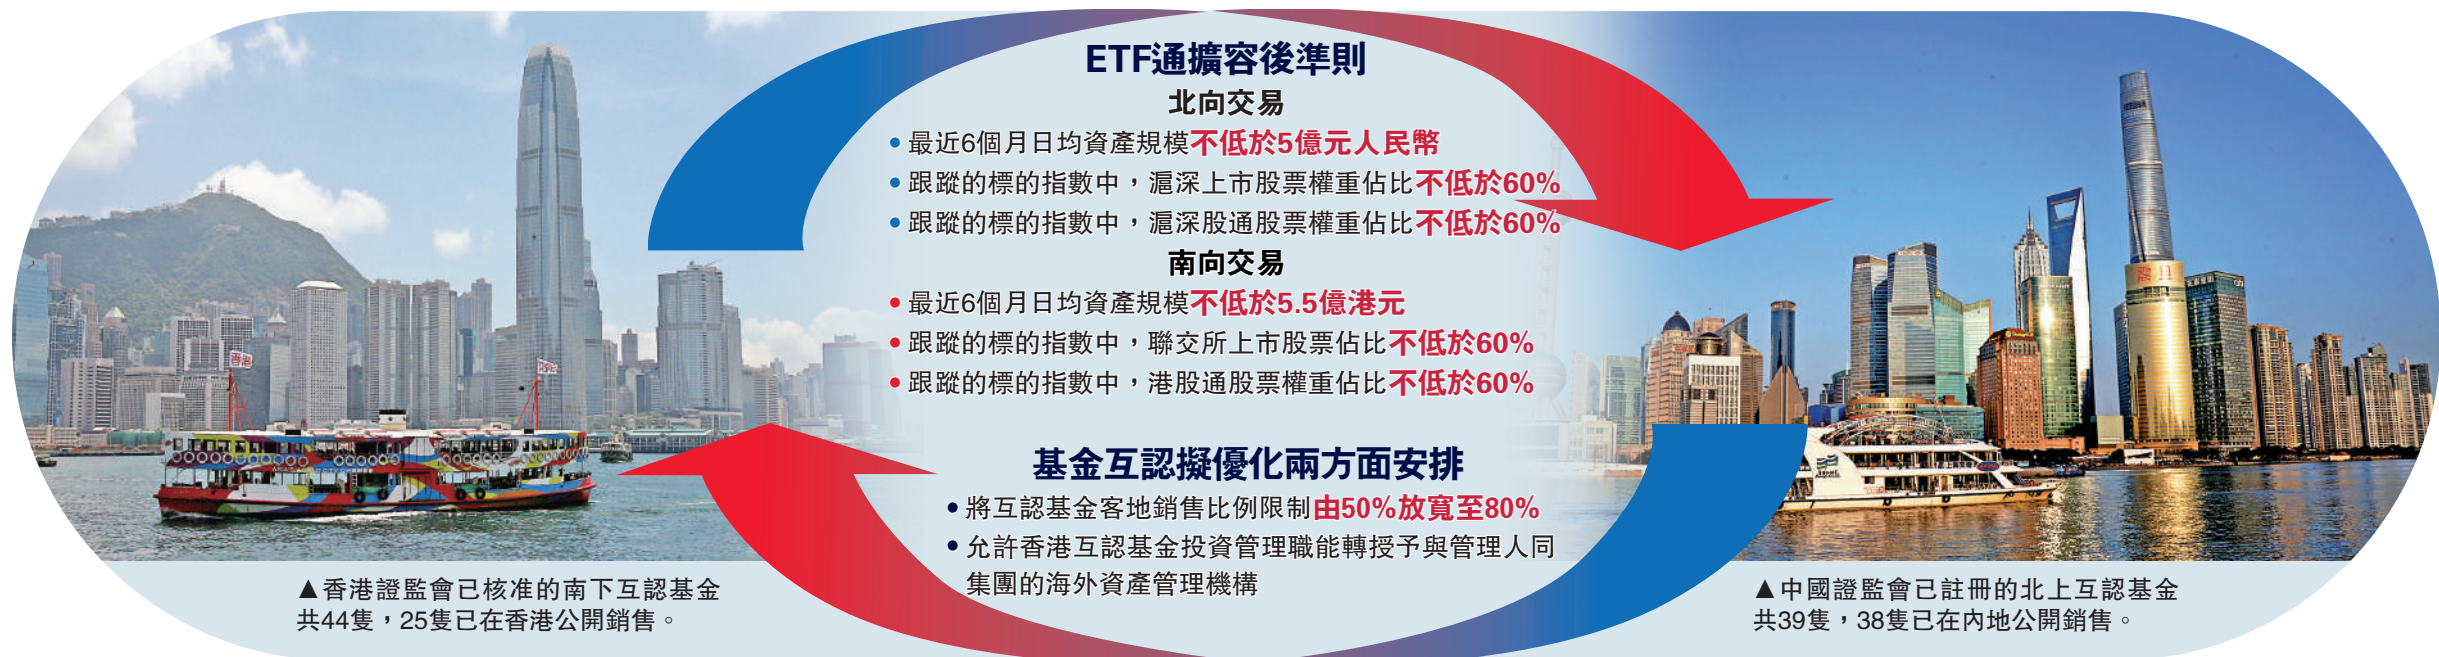 ETF通擴容後準則
北向交易
•最近6個月日均資產規模不低於5億元人民幣
•跟蹤的標的指數中，滬深上市股票權重佔比不低於60%
•跟蹤的標的指數中，滬深股通股票權重佔比不低於60%
南向交易
•最近6個月日均資產規模不低於5.5億港元
•跟蹤的標的指數中，聯交所上市股票佔比不低於60%
•跟蹤的標的指數中，港股通股票權重佔比不低於60%
基金互認擬優化兩方面安排
•將互認基金客地銷售比例限制由50%放寬至80%
•允許香港互認基金投資管理職能轉授予與管理人同
集團的海外資產管理機構
▲香港證監會已核准的南下互認基金
共44隻，25隻已在香港公開銷售。
▲中國證監會已註冊的北上互認基金
共39隻，38隻已在內地公開銷售。
香港